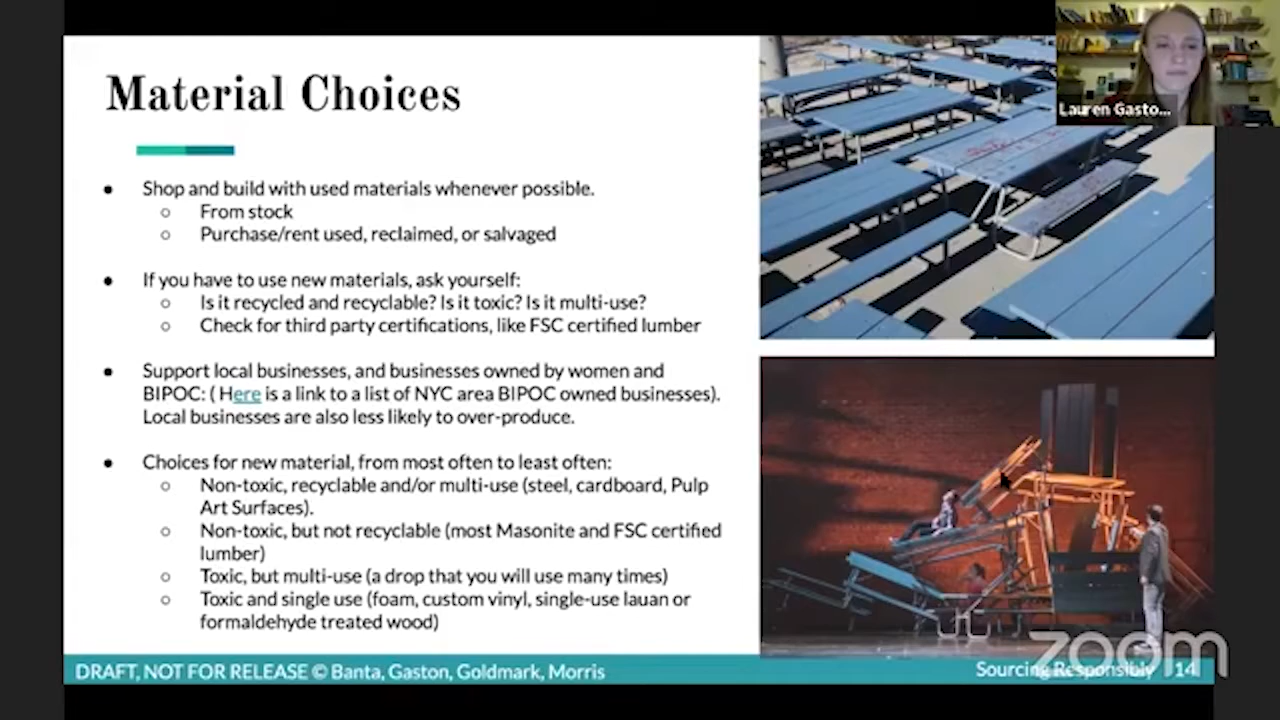 Material Choices
Lauren Gasto...
● Shop and build with used materials whenever possible.
○ From stock
○ Purchase/rent used, reclaimed, or salvaged
● If you have to use new materials, ask yourself:
○ Is it recycled and recyclable? Is it toxic? Is it multi-use?
○ Check for third party certifications, like FSC certified lumber
● Support local businesses, and businesses owned by women and
BIPOC: ( Here is a link to a list of NYC area BIPOC owned businesses).
Local businesses are also less likely to over-produce.
● Choices for new material, from most often to least often:
○ Non-toxic, recyclable and/or multi-use (steel, cardboard, Pulp
Art Surfaces).
○ Non-toxic, but not recyclable (most Masonite and FSC certified
lumber)
○ Toxic, but multi-use (a drop that you will use many times)
○ Toxic and single use (foam, custom vinyl, single-use lauan or
formaldehyde treated wood)
DRAFT, NOT FOR RELEASE © Banta, Gaston, Goldmark, Morris
Sourcing Responsibly 14
zoom